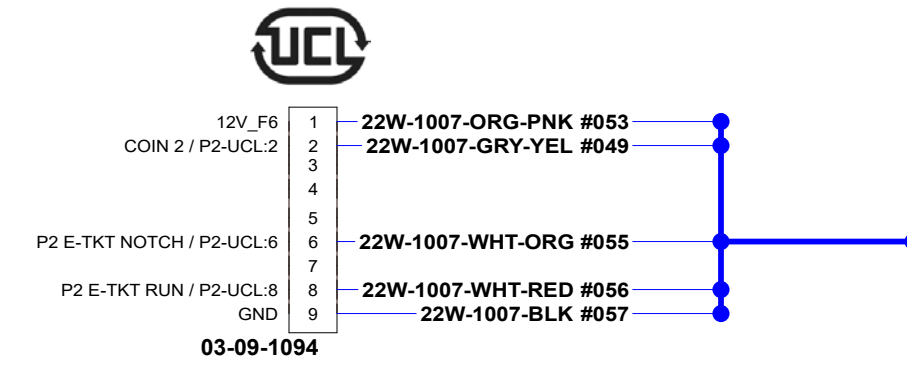 UCL
12V_F6 1 22W-1007-ORG-PNK #053
COIN 2 / P2-UCL:2 2 22W-1007-GRY-YEL #049
3
4
5
P2 E-TKT NOTCH / P2-UCL:6 6 22W-1007-WHT-ORG #055
7
P2 E-TKT RUN / P2-UCL:8 8 22W-1007-WHT-RED #056
GND 9 22W-1007-BLK #057
03-09-1094